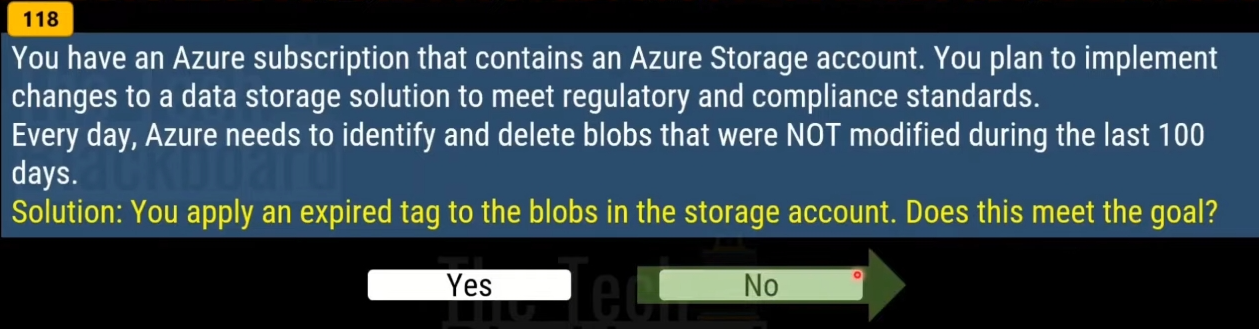 118
You have an Azure subscription that contains an Azure Storage account. You plan to implement
changes to a data storage solution to meet regulatory and compliance standards.
Every day, Azure needs to identify and delete blobs that were NOT modified during the last 100
days.
Solution: You apply an expired tag to the blobs in the storage account. Does this meet the goal?
Yes
No
The Tech